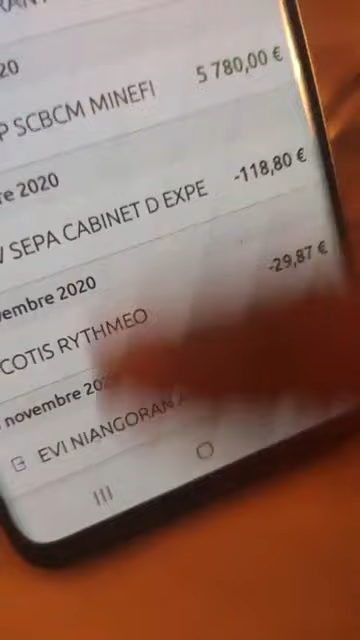 20
5 780,00 €
P SCBCM MINEFI
re 2020
-118,80 €
SEPA CABINET D EXPE
vembre 2020
-29,87 €
COTIS RYTHMEO
novembre
EVI NIANGORAN